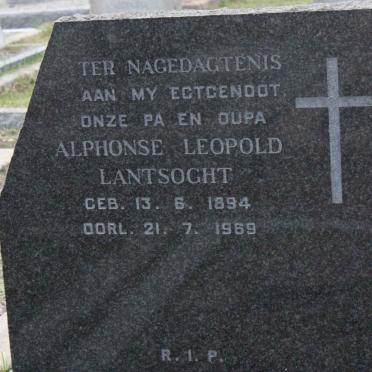 TER NAGEDAGTENIS
AAN MY EGTGENOOT
ONZE PA EN OUPA
ALPHONSE LEOPOLD
LANTSOGHT
GEB. 13. 6. 1894
OORL. 21. 7. 1969
R. I. P.